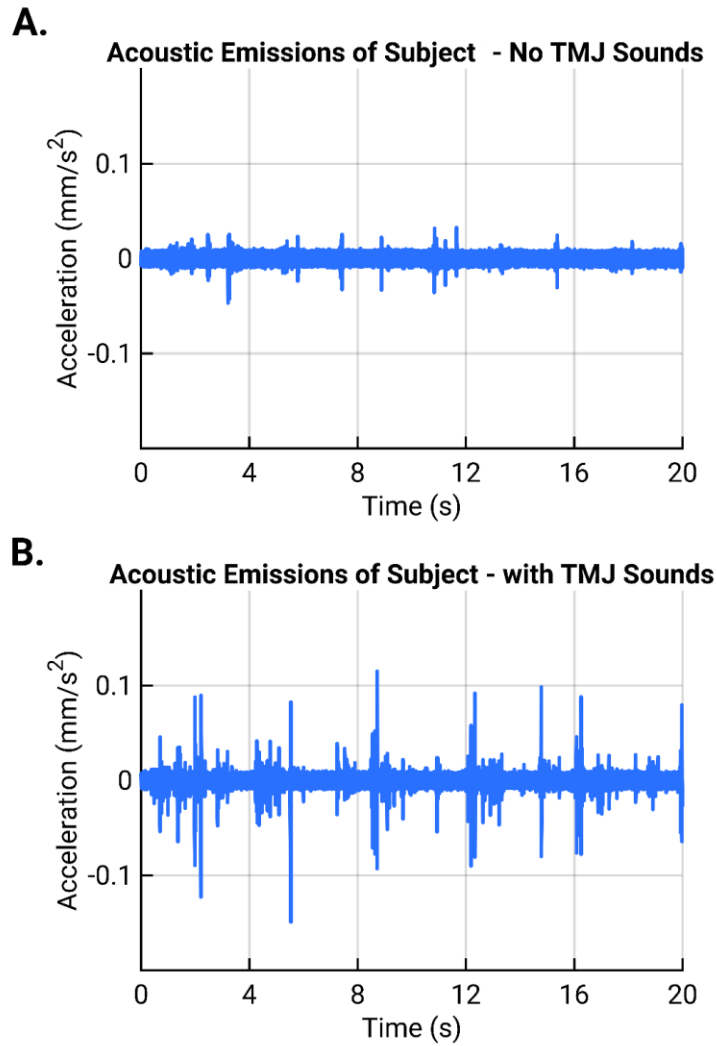 A.
Acoustic Emissions of Subject - No TMJ Sounds
Acceleration (mm/s²)
0.1
0
-0.1
0 4 8 12 16 20
Time (s)
B.
Acoustic Emissions of Subject - with TMJ Sounds
Acceleration (mm/s²)
0.1
0
-0.1
0 4 8 12 16 20
Time (s)